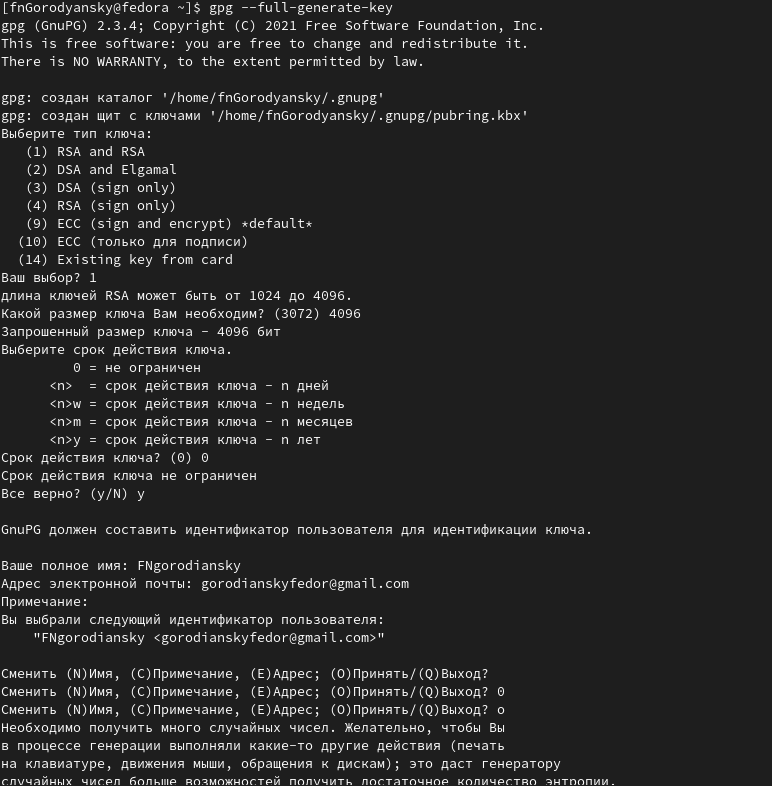 [fnGorodyansky@fedora ~]$ gpg --full-generate-key
gpg (GnuPG) 2.3.4; Copyright (C) 2021 Free Software Foundation, Inc.
This is free software: you are free to change and redistribute it.
There is NO WARRANTY, to the extent permitted by law.

gpg: создан каталог '/home/fnGorodyansky/.gnupg'
gpg: создан щит с ключами '/home/fnGorodyansky/.gnupg/pubring.kbx'
Выберите тип ключа:
   (1) RSA and RSA
   (2) DSA and Elgamal
   (3) DSA (sign only)
   (4) RSA (sign only)
   (9) ECC (sign and encrypt) *default*
  (10) ECC (только для подписи)
  (14) Existing key from card
Ваш выбор? 1
длина ключей RSA может быть от 1024 до 4096.
Какой размер ключа Вам необходим? (3072) 4096
Запрошенный размер ключа - 4096 бит
Выберите срок действия ключа.
         0 = не ограничен
      <n>  = срок действия ключа - n дней
      <n>w = срок действия ключа - n недель
      <n>m = срок действия ключа - n месяцев
      <n>y = срок действия ключа - n лет
Срок действия ключа? (0) 0
Срок действия ключа не ограничен
Все верно? (y/N) y

GnuPG должен составить идентификатор пользователя для идентификации ключа.

Ваше полное имя: FNgorodiansky
Адрес электронной почты: gorodianskyfedor@gmail.com
Примечание:
Вы выбрали следующий идентификатор пользователя:
    "FNgorodiansky <gorodianskyfedor@gmail.com>"

Сменить (N)Имя, (C)Примечание, (E)Адрес; (O)Принять/(Q)Выход?
Сменить (N)Имя, (C)Примечание, (E)Адрес; (O)Принять/(Q)Выход? 0
Сменить (N)Имя, (C)Примечание, (E)Адрес; (O)Принять/(Q)Выход? o
Необходимо получить много случайных чисел. Желательно, чтобы Вы
в процессе генерации выполняли какие-то другие действия (печать
на клавиатуре, движения мыши, обращения к дискам); это даст генератору
случайных чисел больше возможностей получить достаточное количество энтропии.